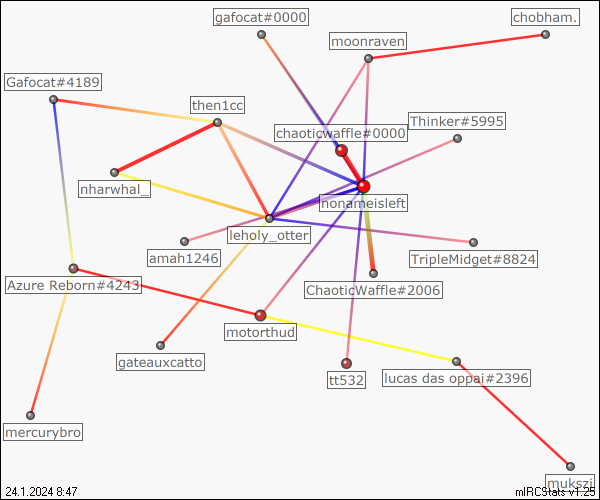 gafocat#0000
chobham.
moonraven
Gafocat#4189
then1cc
Thinker#5995
chaoticwaffle#0000
nharwhal_
nonameisleft
leholy_otter
amah1246
TripleMidget#8824
Azure Reborn#4243
ChaoticWaffle#2006
motorthud
gateauxcatto
tt532
lucas das oppai#2396
mercurybro
mukszi
24.1.2024 8:47
mIRCStats v1.25